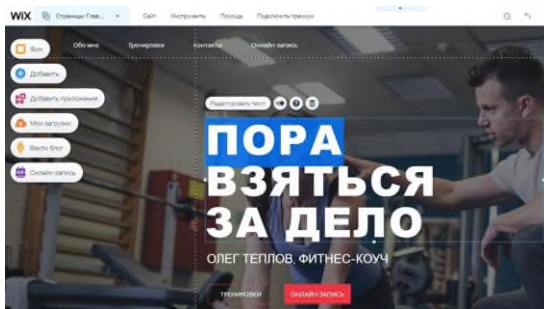 WiX Страницы: Глав... Сайт Инструменты Помощь Подключить премиум
Фон
Обо мне Тренировки Контакты Онлайн-запись
Добавить
Добавить приложения
Мои загрузки
Вести блог
Онлайн-запись
Редактировать текст
ПОРА
ВЗЯТЬСЯ
ЗА ДЕЛО
ОЛЕГ ТЕПЛОВ, ФИТНЕС-КОУЧ
ТРЕНИРОВКИ ОНЛАЙН-ЗАПИСЬ